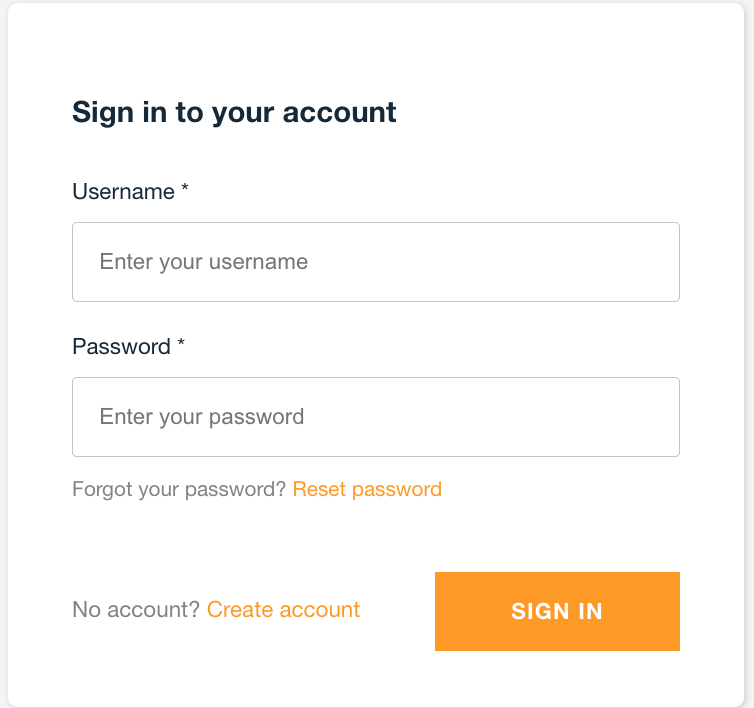 Sign in to your account
Username *
Enter your username
Password *
Enter your password
Forgot your password? Reset password
No account? Create account
SIGN IN